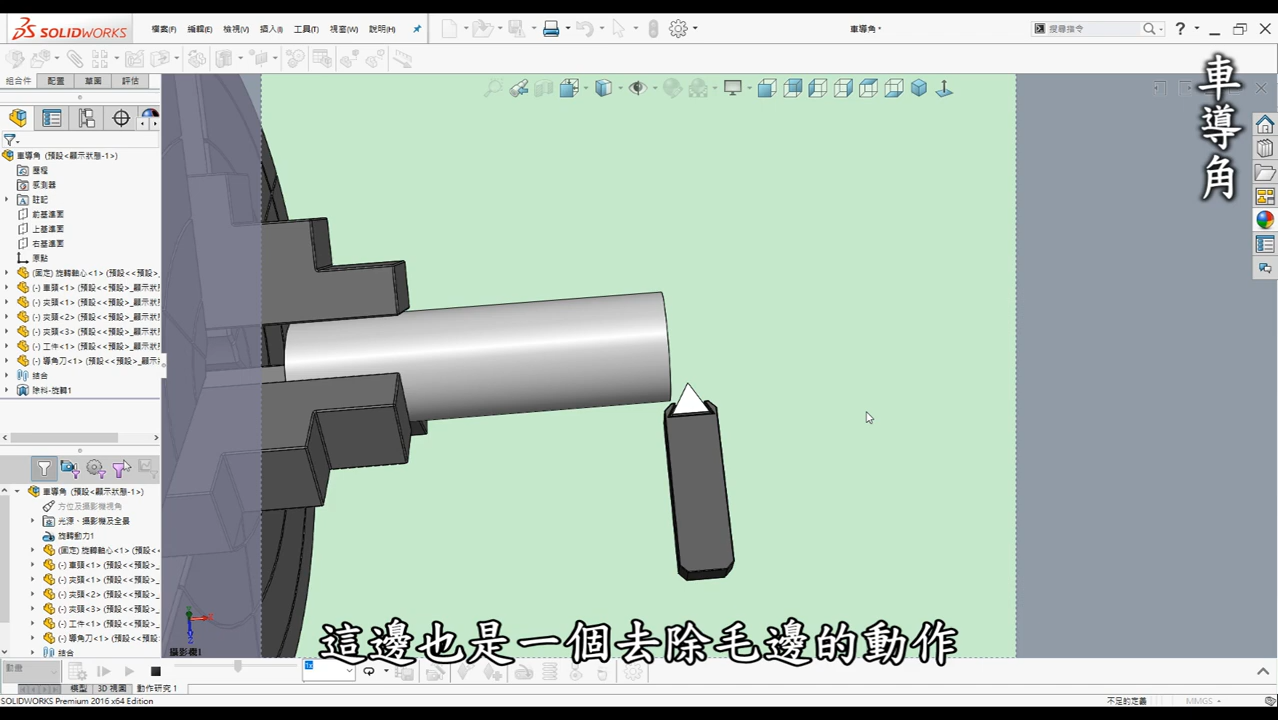 SOLIDWORKS
檔案(F) 編輯(E) 檢視(V) 插入(I) 工具(T) 視窗(W) 說明(H)
車導角
搜尋指令
組合件 配置 草圖 評估
車導角 (預設<顯示狀態-1>)
歷程
感測器
註記
前基準面
上基準面
右基準面
原點
(固定) 旋轉軸心<1> (預設<<預設>_
(-) 車頭<1> (預設<<預設>_顯示狀
(-) 夾頭<1> (預設<<預設>_顯示狀
(-) 夾頭<2> (預設<<預設>_顯示狀
(-) 夾頭<3> (預設<<預設>_顯示狀
(-) 工件<1> (預設<<預設>_顯示狀
(-) 導角刀<1> (預設<<預設>_顯示
結合
除料-旋轉1
車導角 (預設<顯示狀態-1>)
方位及攝影機視角
光源、攝影機及全景
旋轉動力1
(固定) 旋轉軸心<1> (預設<<預
(-) 車頭<1> (預設<<預設>_
(-) 夾頭<1> (預設<<預設>_
(-) 夾頭<2> (預設<<預設>_
(-) 夾頭<3> (預設<<預設>_
(-) 工件<1> (預設<<預設>_
(-) 導角刀<1> (預設<<預設
結合
車導角
攝影機1
這邊也是一個去除毛邊的動作
動畫
1x
模型 3D 視圖 動作研究 1
SOLIDWORKS Premium 2016 x64 Edition
不足的定義
MMGS